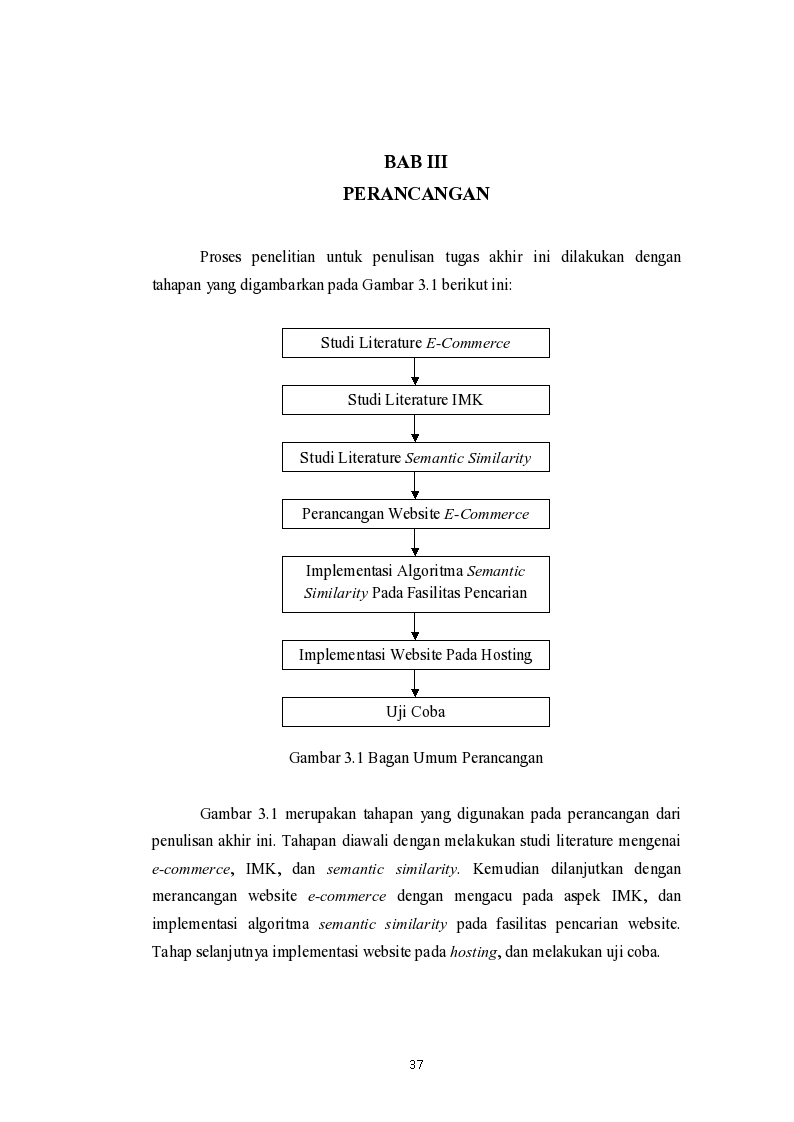 BAB III
PERANCANGAN
Proses penelitian untuk penulisan tugas akhir ini dilakukan dengan
tahapan yang digambarkan pada Gambar 3.1 berikut ini:
Studi Literature E-Commerce
Studi Literature IMK
Studi Literature Semantic Similarity
Perancangan Website E-Commerce
Implementasi Algoritma Semantic
Similarity Pada Fasilitas Pencarian
Implementasi Website Pada Hosting
Uji Coba
Gambar 3.1 Bagan Umum Perancangan
Gambar 3.1 merupakan tahapan yang digunakan pada perancangan dari
penulisan akhir ini. Tahapan diawali dengan melakukan studi literature mengenai
e-commerce, IMK, dan semantic similarity. Kemudian dilanjutkan dengan
merancangan website e-commerce dengan mengacu pada aspek IMK, dan
implementasi algoritma semantic similarity pada fasilitas pencarian website.
Tahap selanjutnya implementasi website pada hosting, dan melakukan uji coba.
37